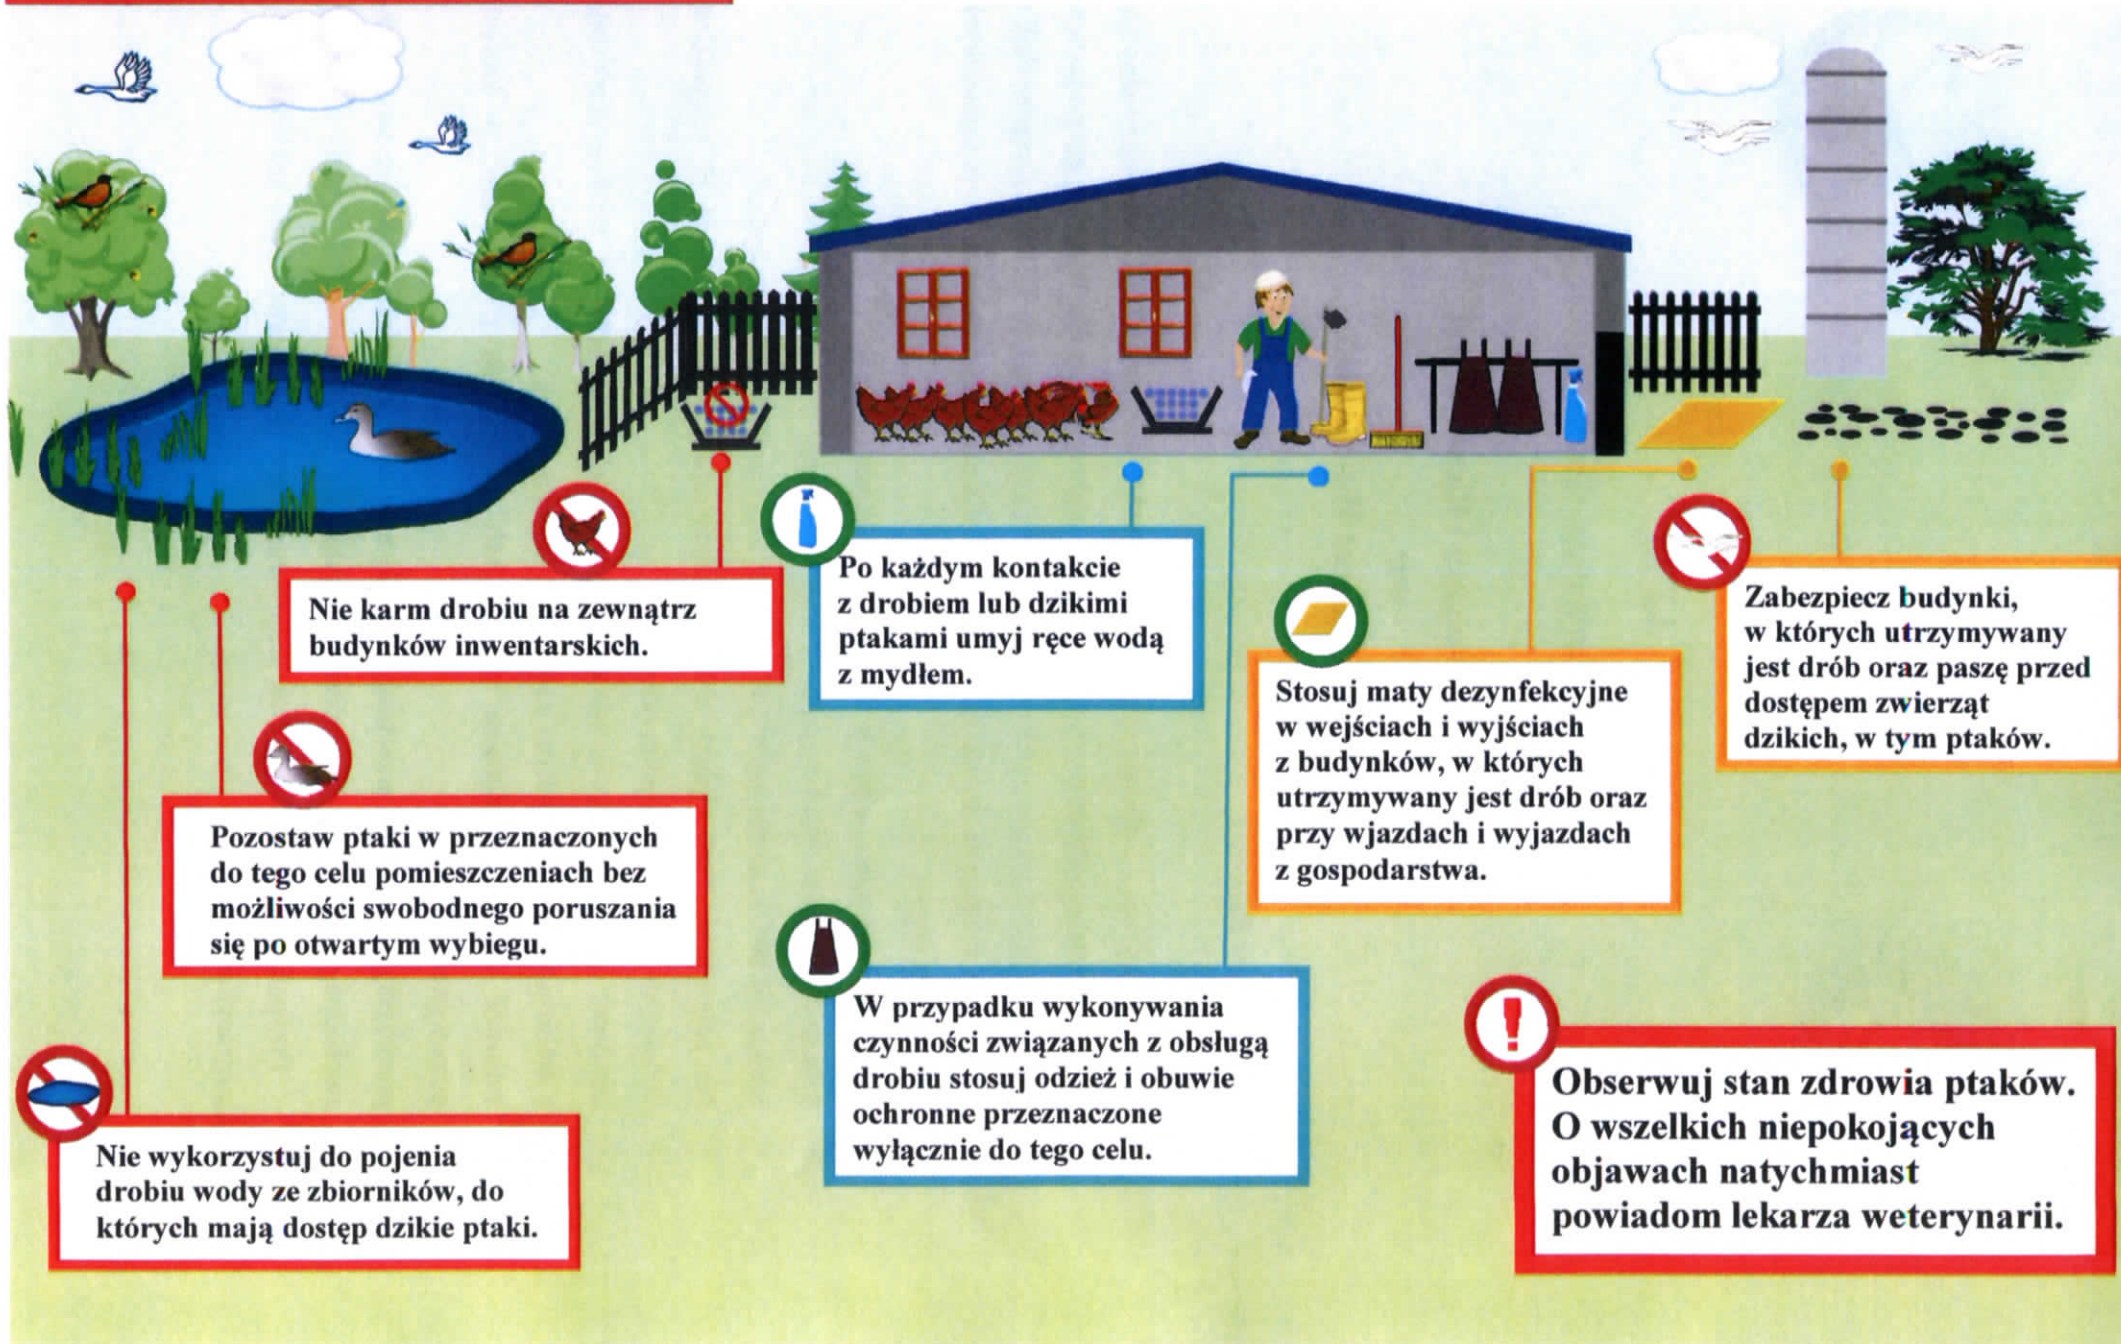 Nie karm drobiu na zewnątrz
budynków inwentarskich.
Po każdym kontakcie
z drobiem lub dzikimi
ptakami umyj ręce wodą
z mydłem.
Zabezpiecz budynki,
w których utrzymywany
jest drób oraz paszę przed
dostępem zwierząt
dzikich, w tym ptaków.
Stosuj maty dezynfekcyjne
w wejściach i wyjściach
z budynków, w których
utrzymywany jest drób oraz
przy wjazdach i wyjazdach
z gospodarstwa.
Pozostaw ptaki w przeznaczonych
do tego celu pomieszczeniach bez
możliwości swobodnego poruszania
się po otwartym wybiegu.
W przypadku wykonywania
czynności związanych z obsługą
drobiu stosuj odzież i obuwie
ochronne przeznaczone
wyłącznie do tego celu.
Obserwuj stan zdrowia ptaków.
O wszelkich niepokojących
objawach natychmiast
powiadom lekarza weterynarii.
Nie wykorzystuj do pojenia
drobiu wody ze zbiorników, do
których mają dostęp dzikie ptaki.